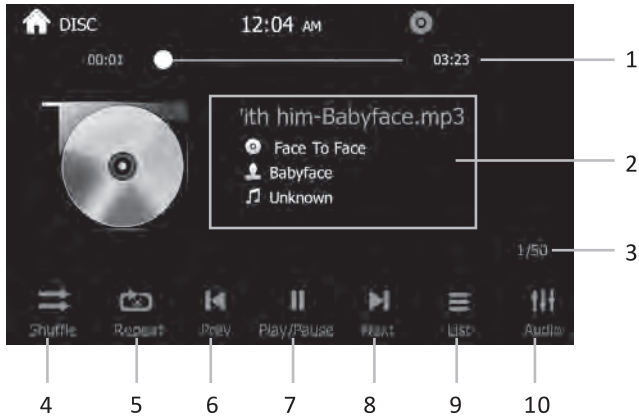 DISC 12:04 AM
00:01 03:23 1
'ith him-Babyface.mp3
Face To Face
Babyface 2
Unknown
1/50 3
Shuffle Repeat Prev Play/Pause Next List Audio
4 5 6 7 8 9 10